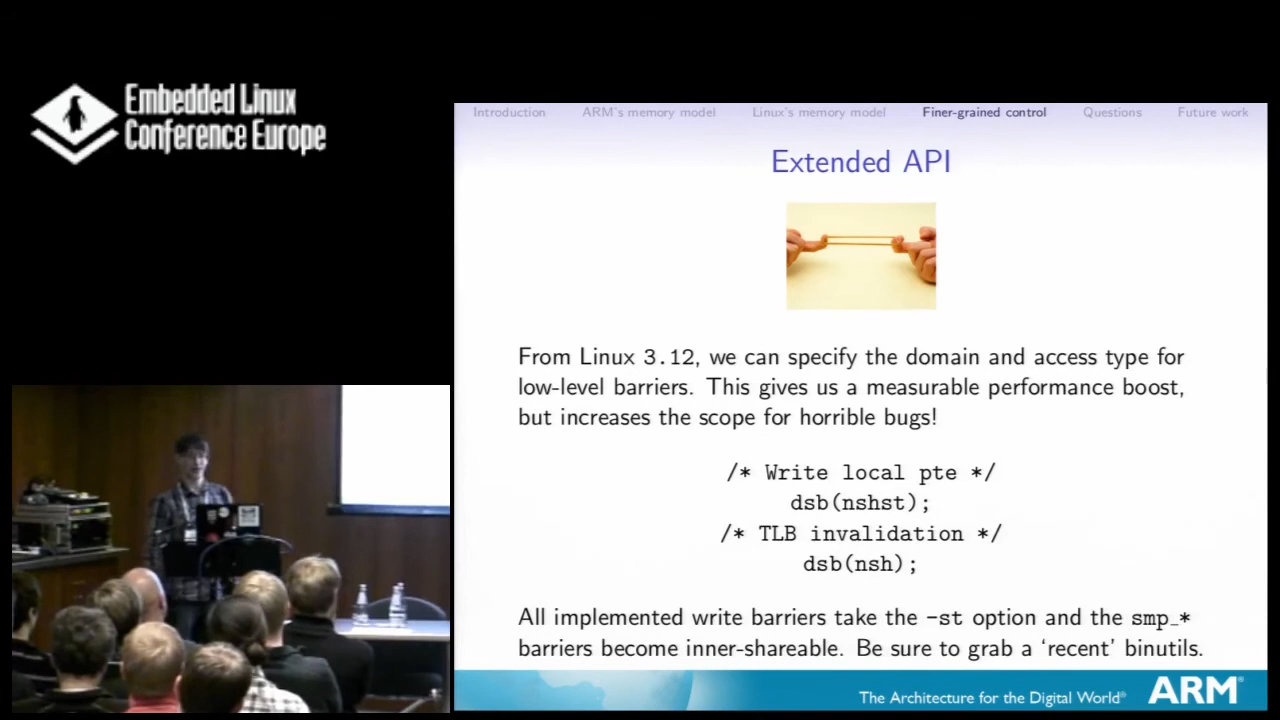 Embedded Linux
Conference Europe
Introduction ARM's memory model Linux's memory model Finer-grained control Questions Future work
Extended API
From Linux 3.12, we can specify the domain and access type for
low-level barriers. This gives us a measurable performance boost,
but increases the scope for horrible bugs!
/* Write local pte */
dsb(nshst);
/* TLB invalidation */
dsb(nsh);
All implemented write barriers take the -st option and the smp_*
barriers become inner-shareable. Be sure to grab a ‘recent’ binutils.
The Architecture for the Digital World® ARM®